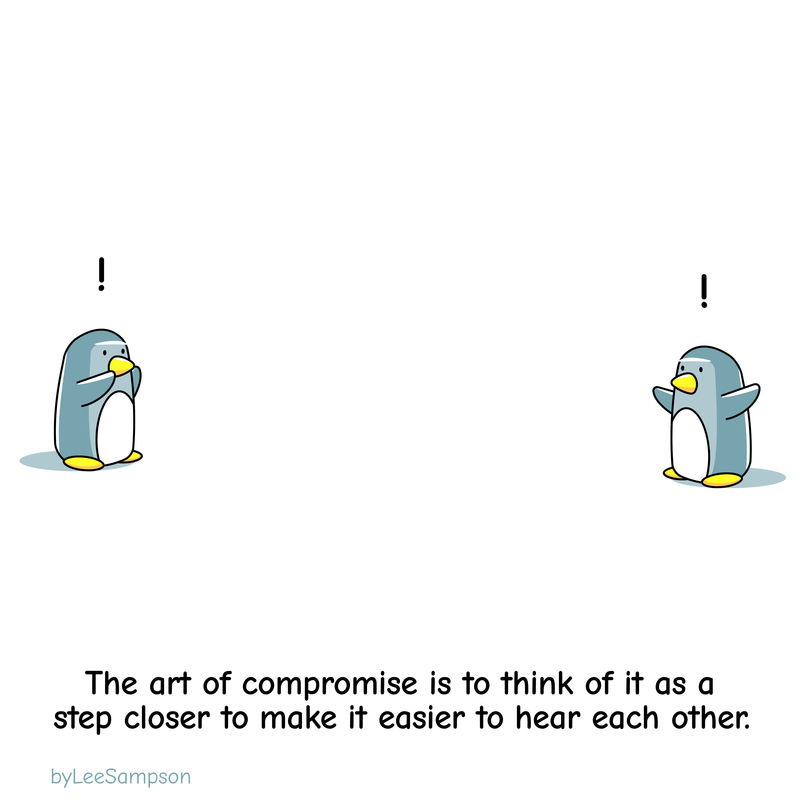 ! !
The art of compromise is to think of it as a
step closer to make it easier to hear each other.
byLeeSampson